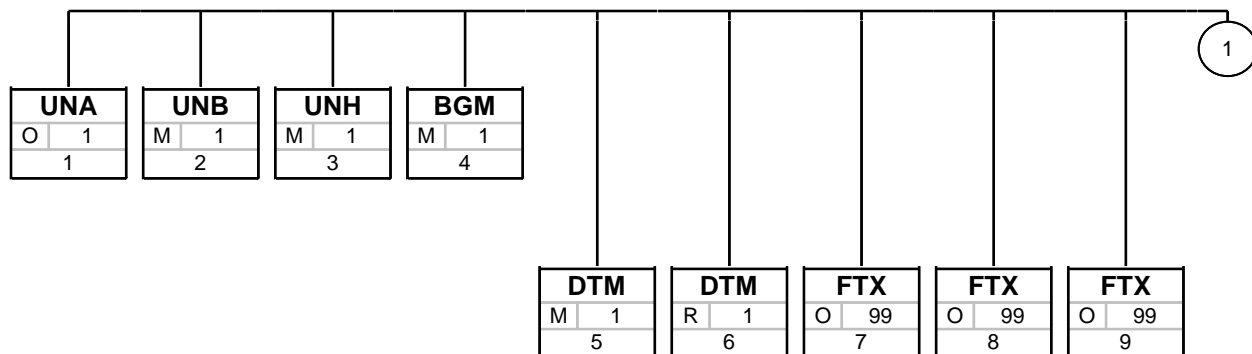 1
UNA UNB UNH BGM
O 1 M 1 M 1 M 1
1 2 3 4
DTM DTM FTX FTX FTX
M 1 R 1 O 99 O 99 O 99
5 6 7 8 9